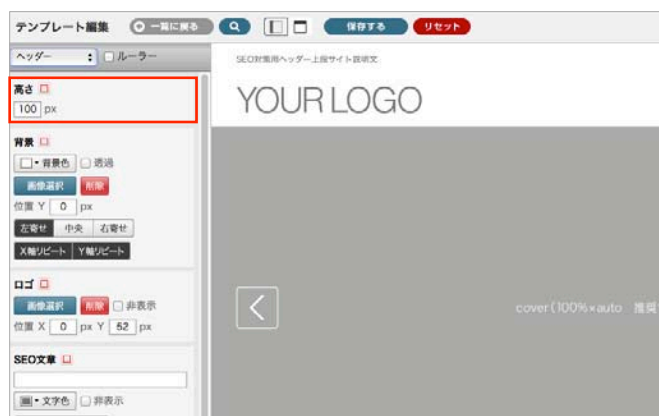 テンプレート編集 一覧に戻る 保存する リセット
ヘッダー ルーラー
高さ
100 px
背景
背景色 透過
画像選択 削除
位置 Y 0 px
左寄せ 中央 右寄せ
X軸リピート Y軸リピート
ロゴ
画像選択 削除 非表示
位置 X 0 px Y 52 px
SEO文章
文字色 非表示
SEO対策用ヘッダー上段サイト説明文
YOUR LOGO
cover(100%×auto 推奨